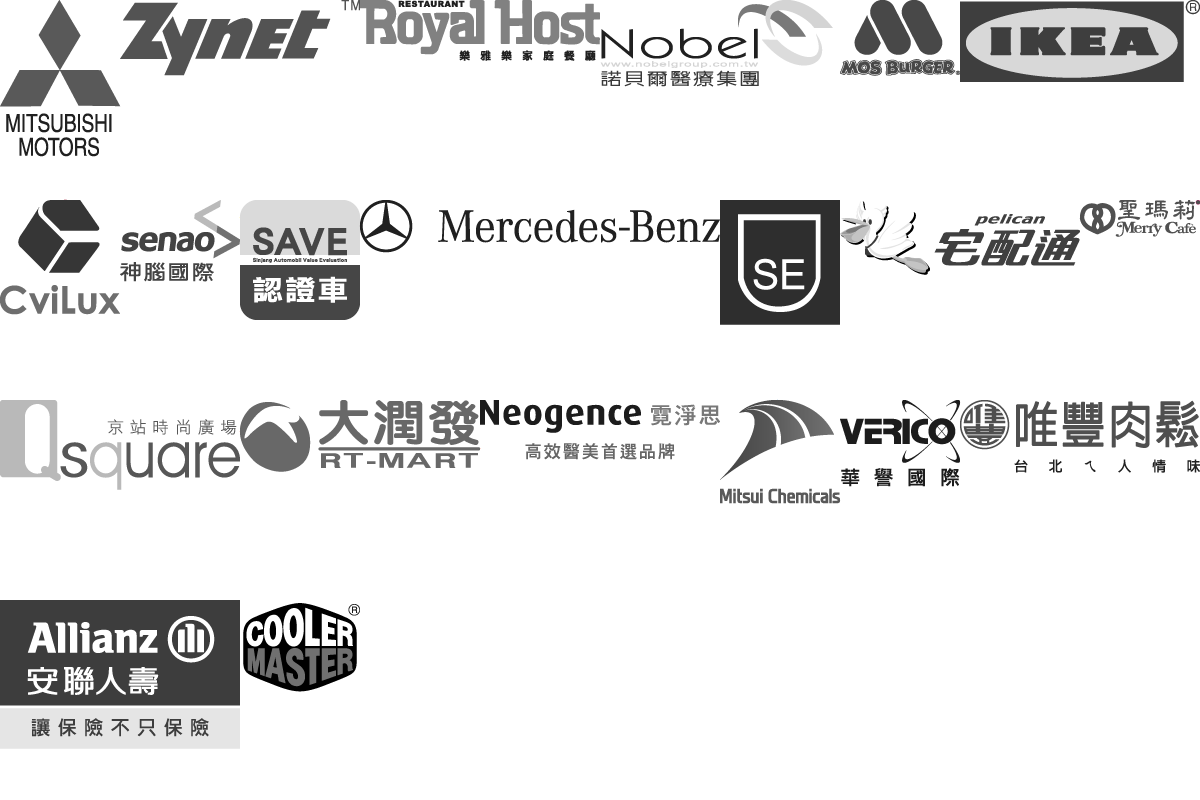 MITSUBISHI
MOTORS
Zynet
TM
RESTAURANT
Royal Host
樂雅樂家庭餐廳
Nobel
www.nobelgroup.com.tw
諾貝爾醫療集團
MOS BURGER
IKEA
®
CviLux
senao
神腦國際
SAVE
Sinjang Automobil Value Evaluation
認證車
Mercedes-Benz
SE
pelican
宅配通
聖瑪莉
Merry Café
京站時尚廣場
Qsquare
大潤發
RT-MART
Neogence 霓淨思
高效醫美首選品牌
Mitsui Chemicals
VERICO
華譽國際
唯豐肉鬆
台北ㄟ人情味
Allianz
安聯人壽
讓保險不只保險
COOLER
MASTER
®